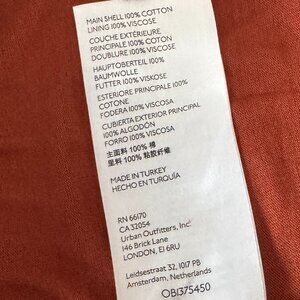 MAIN SHELL 100% COTTON
LINING 100% VISCOSE
COUCHE EXTÉRIEURE
PRINCIPALE 100% COTON
DOUBLURE 100% VISCOSE
HAUPTOBERTEIL 100%
BAUMWOLLE
FUTTER 100% VISKOSE
ESTERIORE PRINCIPALE 100%
COTONE
FODERA 100% VISCOSA
CUBIERTA EXTERIOR PRINCIPAL
100% ALGODÓN
FORRO 100% VISCOSA
主面料 100% 棉
里料 100% 黏胶纤维
MADE IN TURKEY
HECHO EN TURQUÍA
RN 66170
CA 32054
Urban Outfitters, Inc.
146 Brick Lane
LONDON, E1 6RU
Leidsestraat 32, 1017 PB
Amsterdam, Netherlands
OB1375450